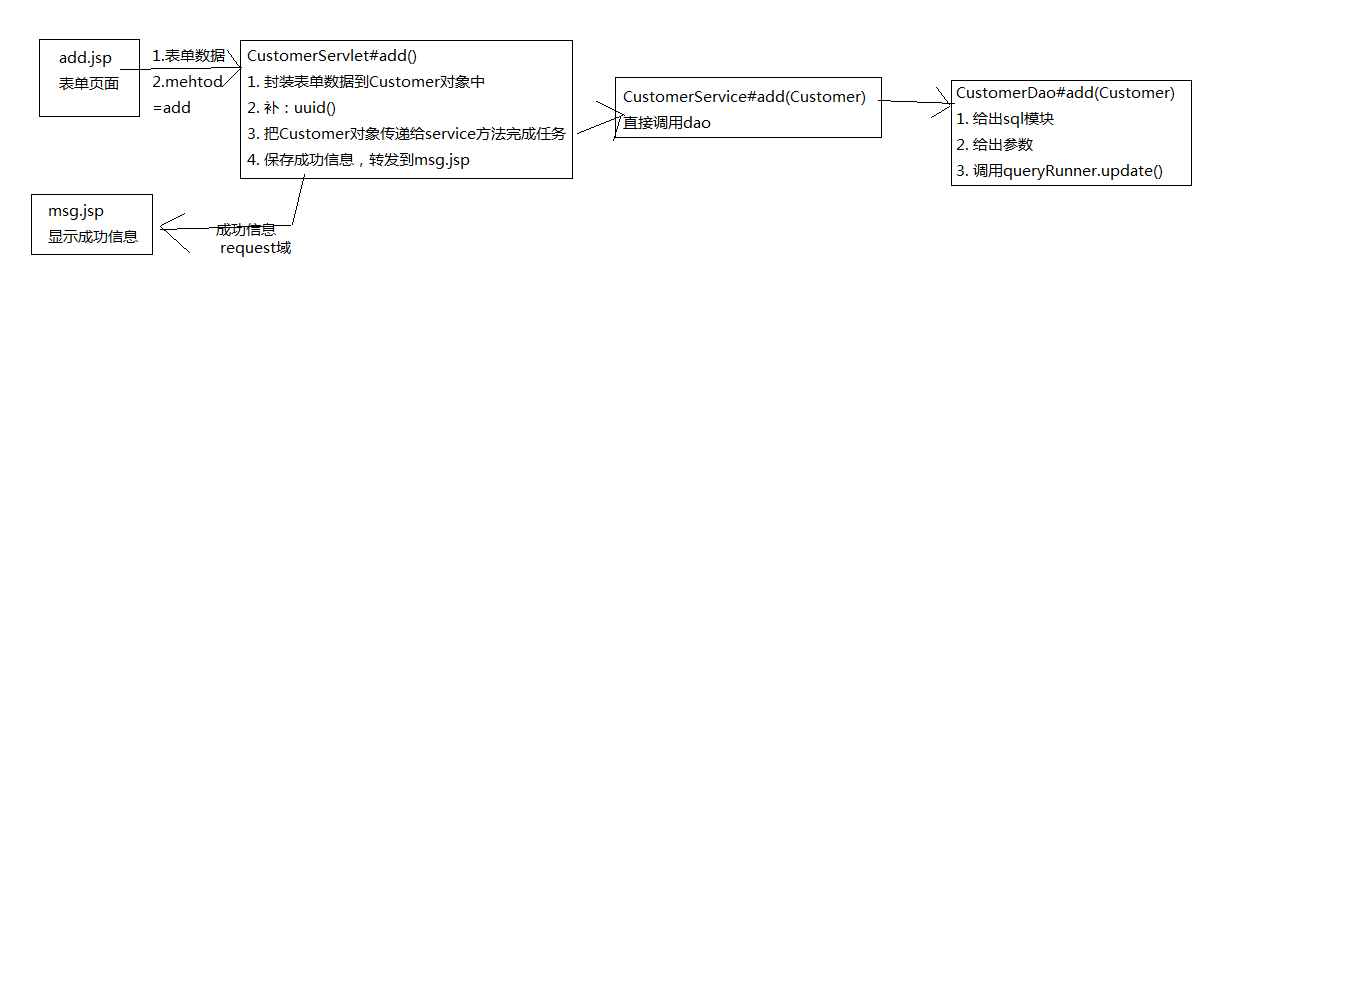 add.jsp
表单页面
1.表单数据
2.mehtod
=add
CustomerServlet#add()
1. 封装表单数据到Customer对象中
2. 补：uuid()
3. 把Customer对象传递给service方法完成任务
4. 保存成功信息，转发到msg.jsp
CustomerService#add(Customer)
直接调用dao
CustomerDao#add(Customer)
1. 给出sql模块
2. 给出参数
3. 调用queryRunner.update()
msg.jsp
显示成功信息
成功信息
request域